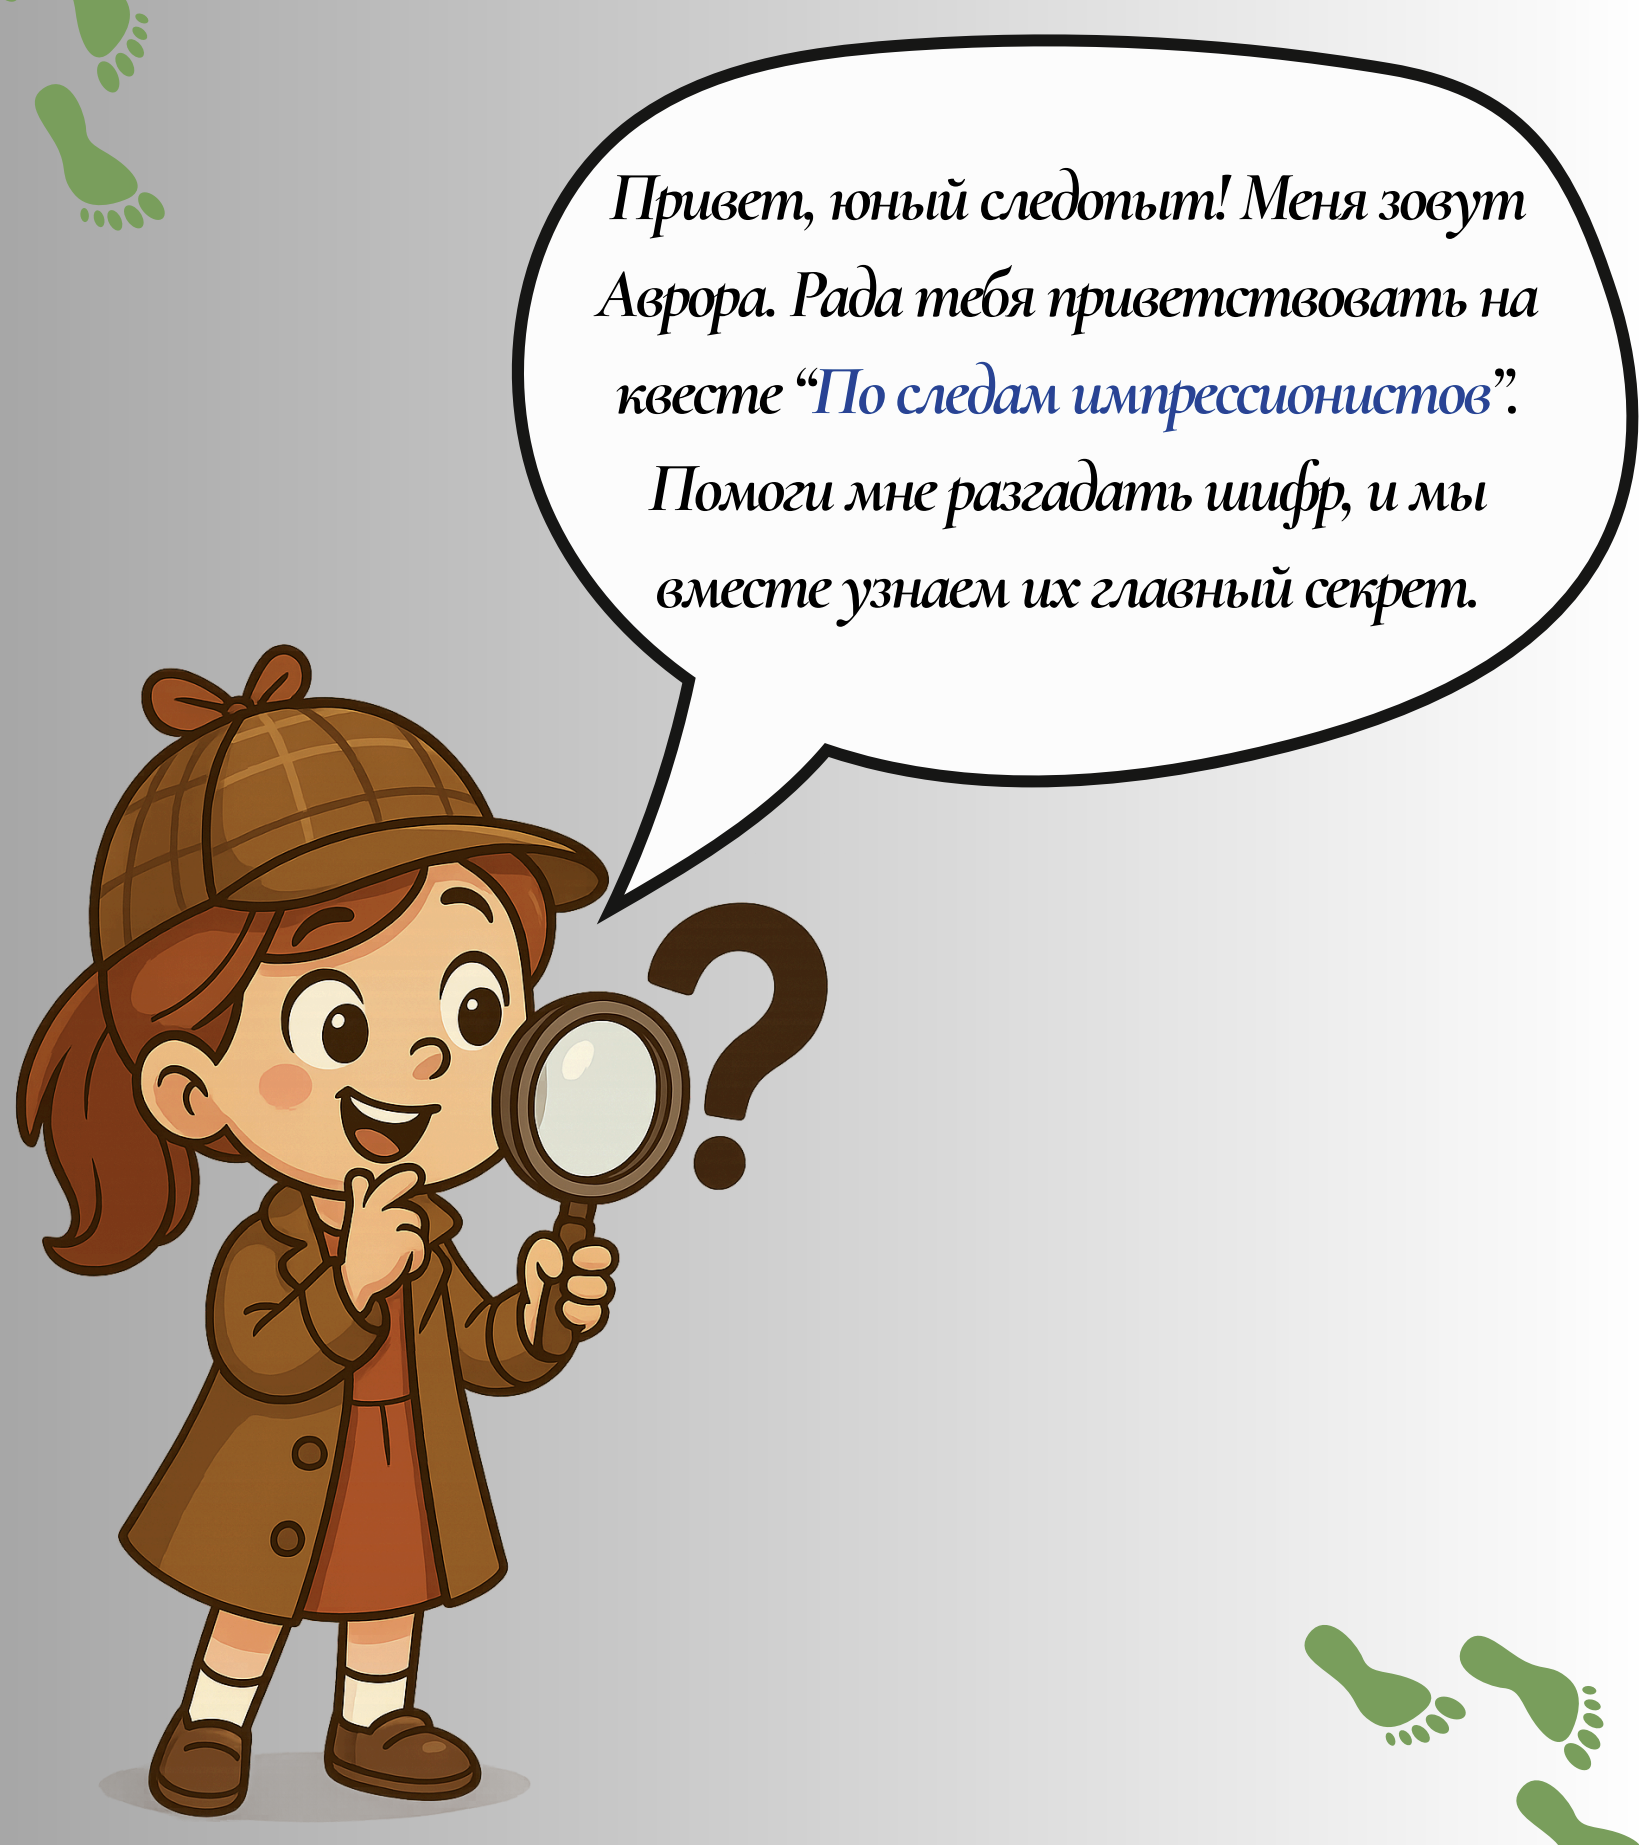 Привет, юный следопыт! Меня зовут
Аврора. Рада тебя приветствовать на
квесте “По следам импрессионистов”.
Помоги мне разгадать шифр, и мы
вместе узнаем их главный секрет.
?